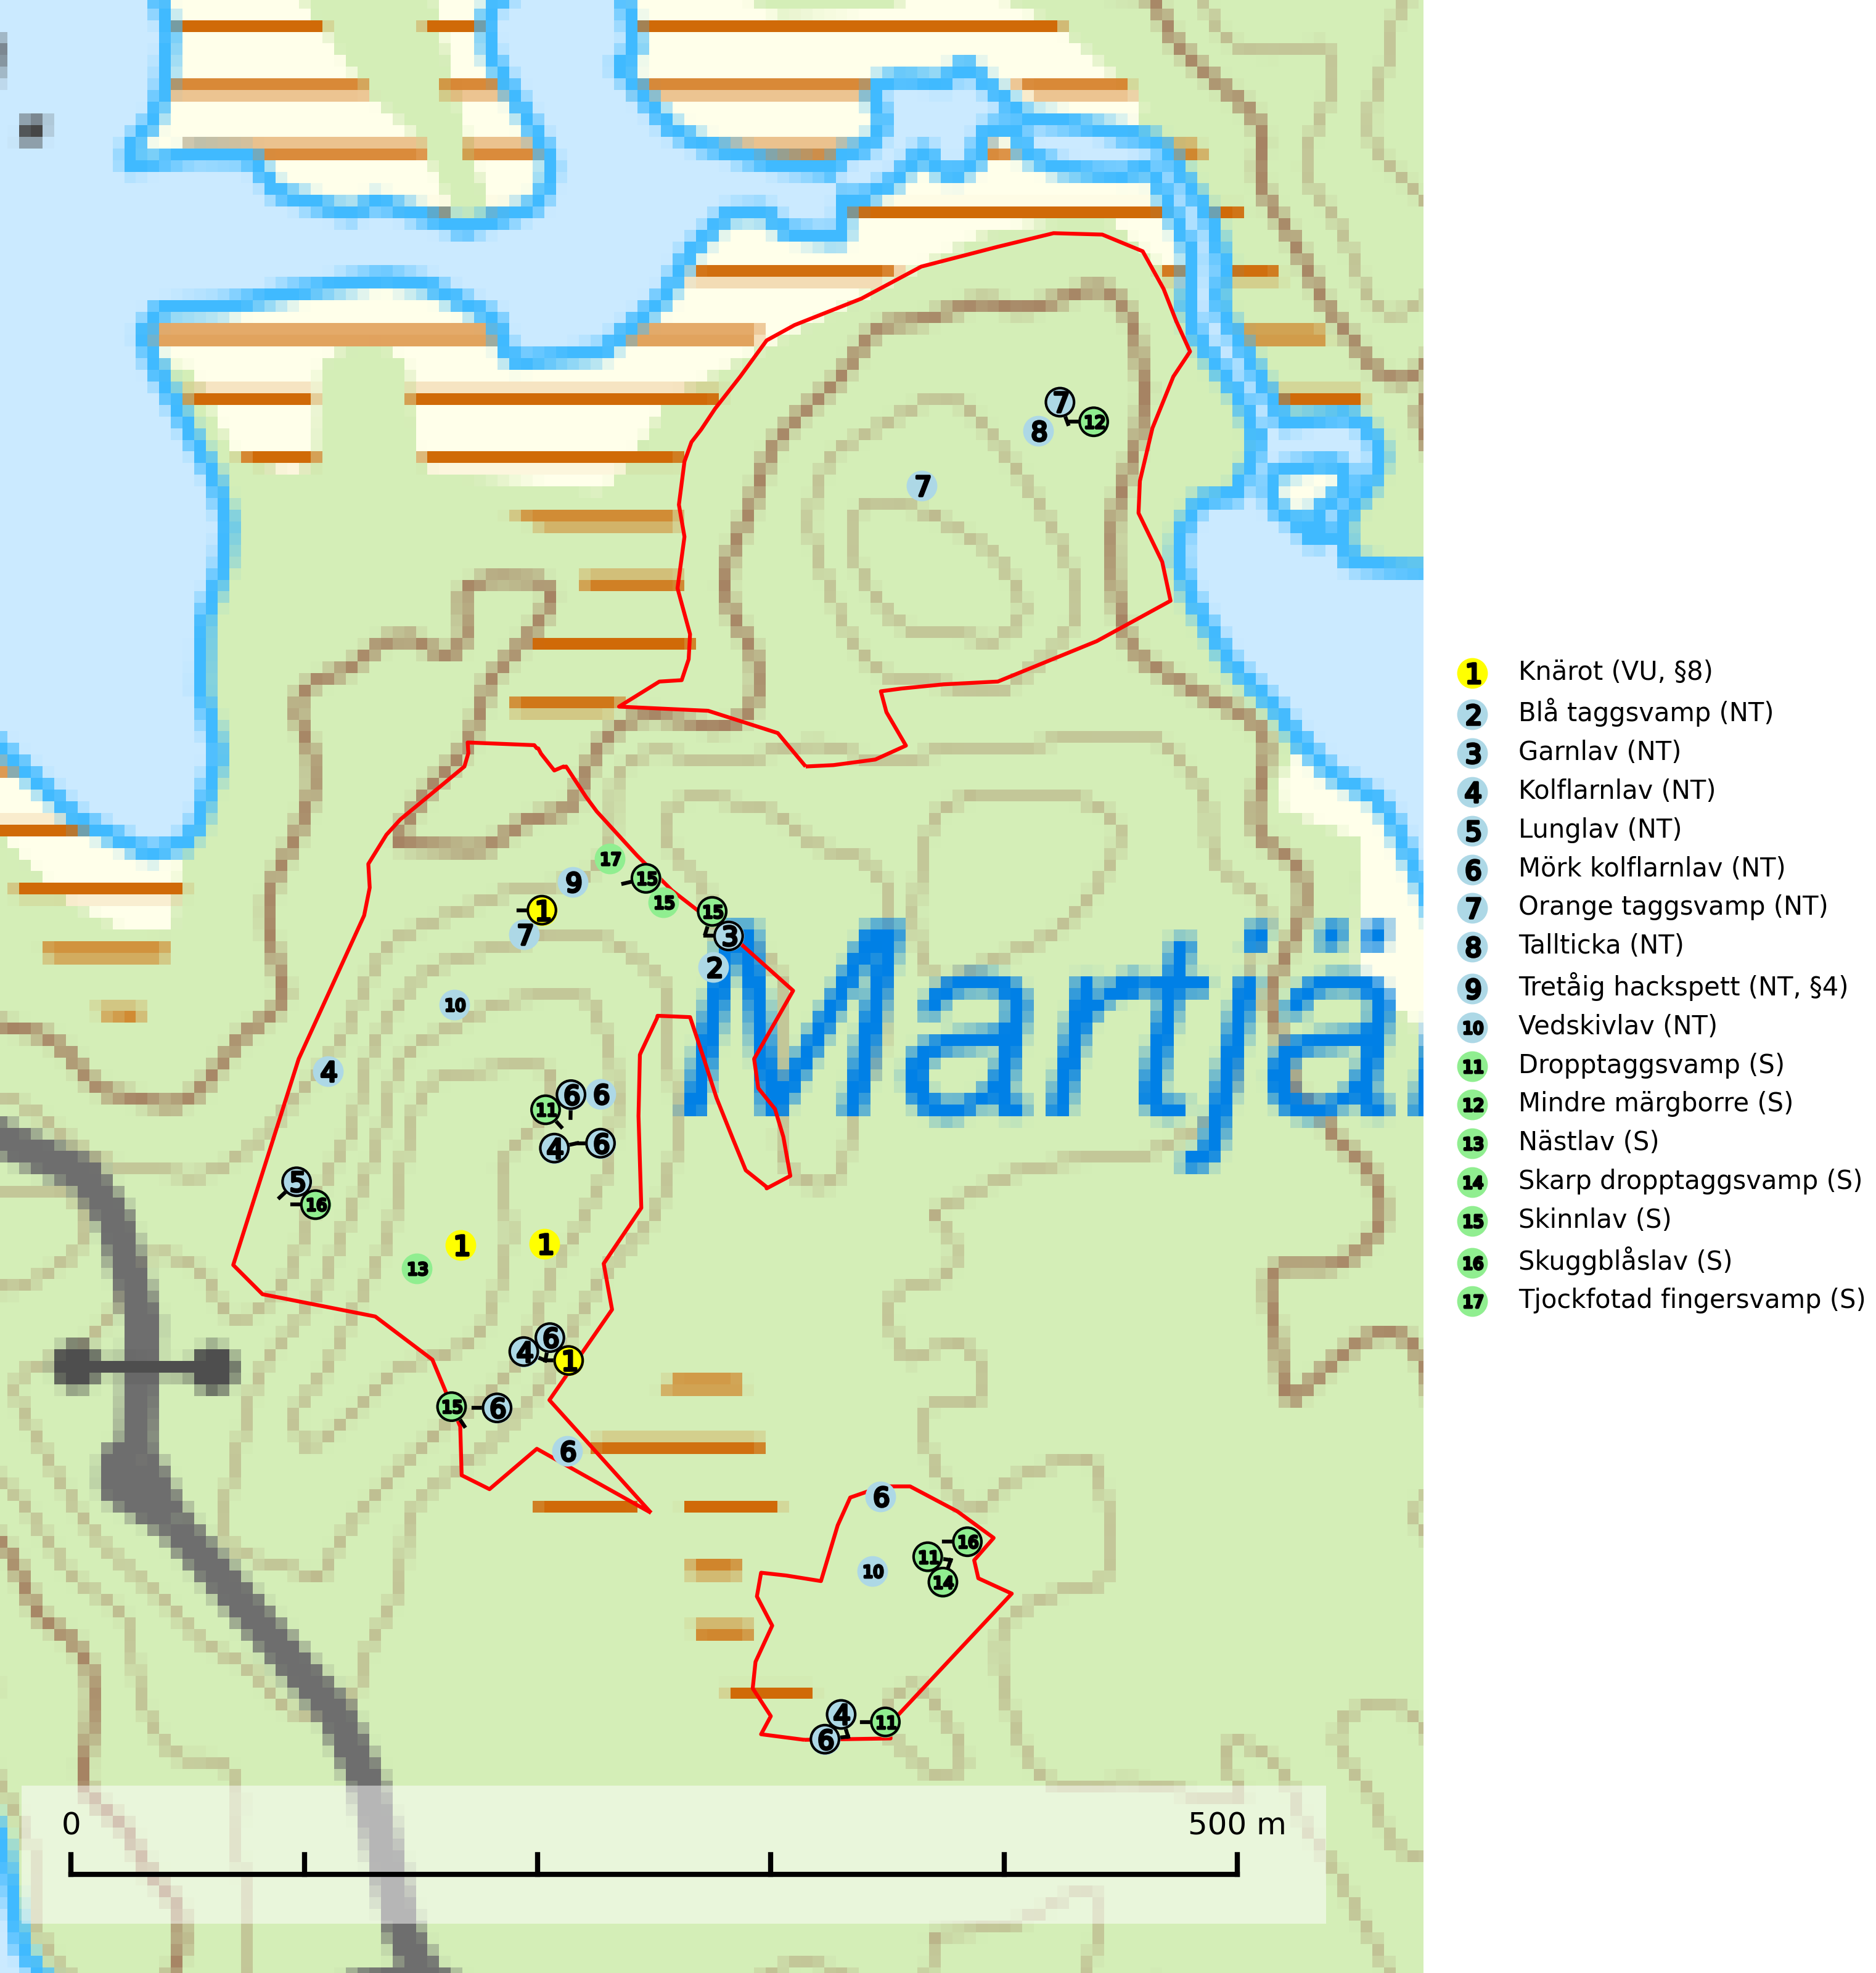 7
12
8
7
17
15
9
15
1
15
7
3
2
10
4
6
6
11
4
6
5
16
1
1
13
6
4
1
15
6
6
6
16
11
10
14
4
11
6
Martjä
0
500 m
1 Knärot (VU, §8)
2 Blå taggsvamp (NT)
3 Garnlav (NT)
4 Kolflarnlav (NT)
5 Lunglav (NT)
6 Mörk kolflarnlav (NT)
7 Orange taggsvamp (NT)
8 Tallticka (NT)
9 Tretåig hackspett (NT, §4)
10 Vedskivlav (NT)
11 Dropptaggsvamp (S)
12 Mindre märgborre (S)
13 Nästlav (S)
14 Skarp dropptaggsvamp (S)
15 Skinnlav (S)
16 Skuggblåslav (S)
17 Tjockfotad fingersvamp (S)